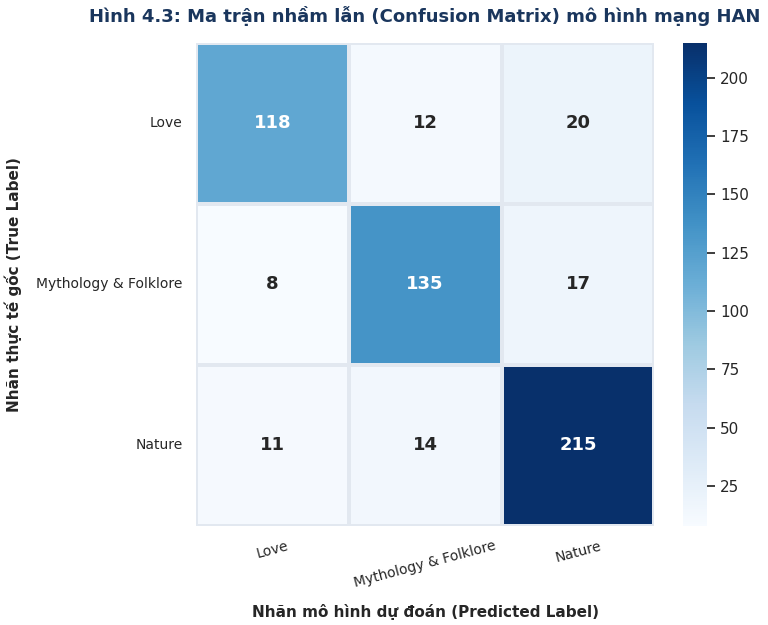 Hình 4.3: Ma trận nhầm lẫn (Confusion Matrix) mô hình mạng HAN
Nhãn thực tế gốc (True Label)
Love
118
12
20
Mythology & Folklore
8
135
17
Nature
11
14
215
Love
Mythology & Folklore
Nature
Nhãn mô hình dự đoán (Predicted Label)
200
175
150
125
100
75
50
25